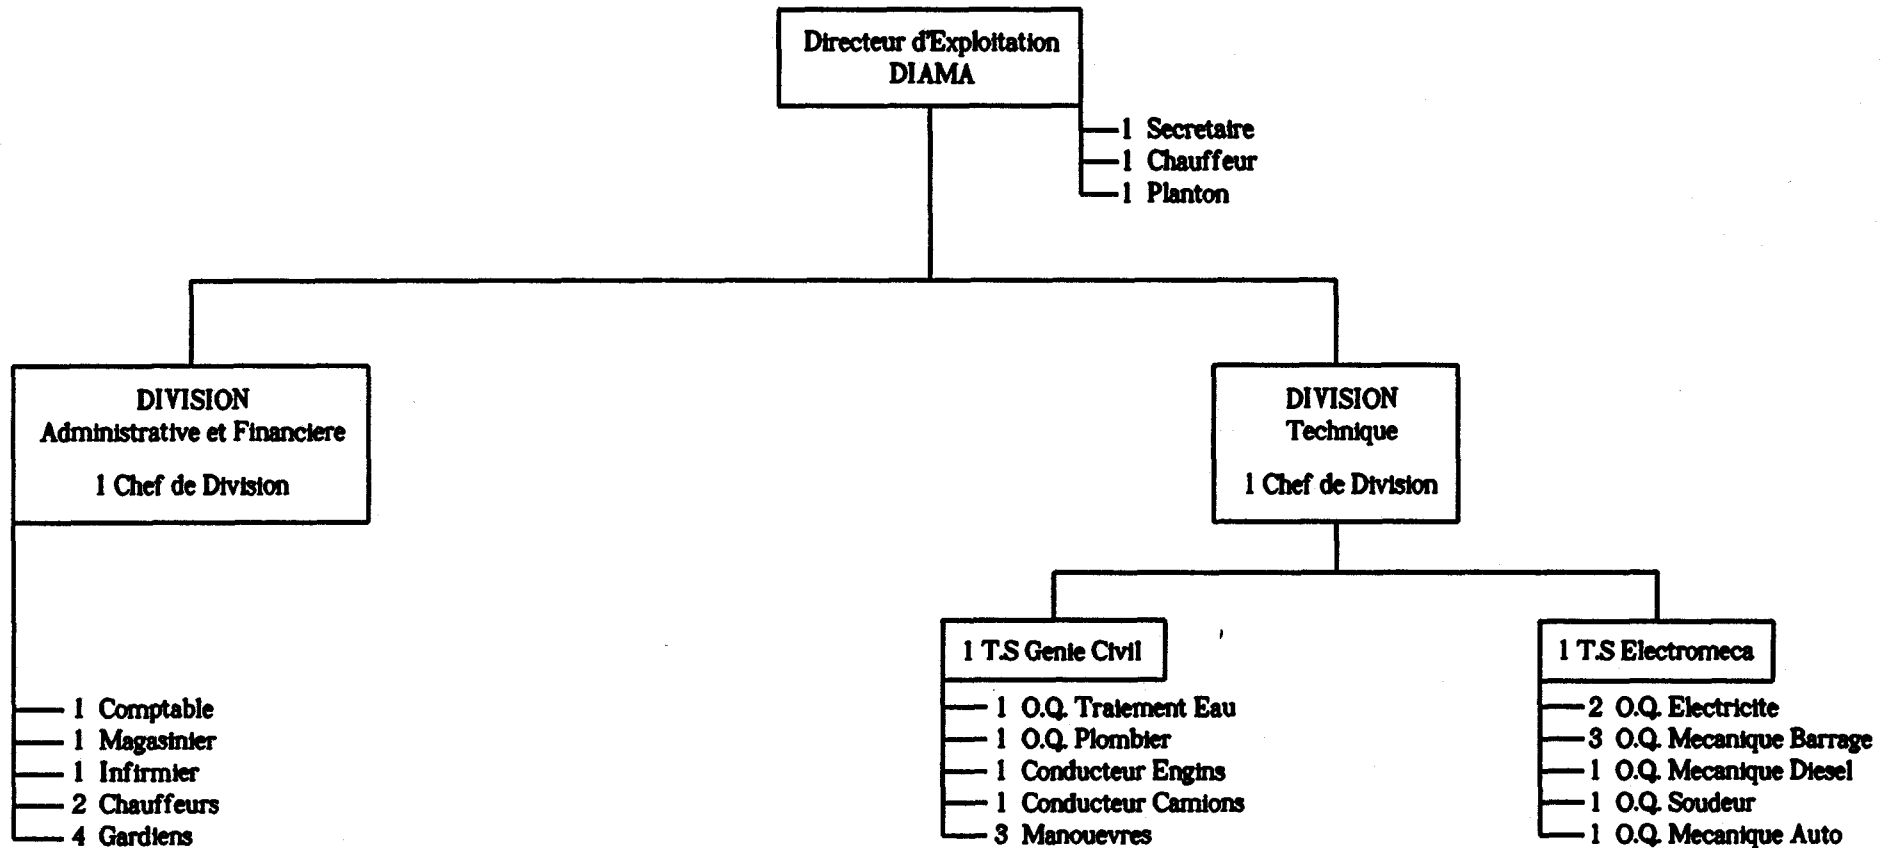 Directeur d'Exploitation
DIAMA
1 Secretaire
1 Chauffeur
1 Planton
DIVISION
Administrative et Financiere
1 Chef de Division
1 Comptable
1 Magasinier
1 Infirmier
2 Chauffeurs
4 Gardiens
DIVISION
Technique
1 Chef de Division
1 T.S Genie Civil
1 O.Q. Traiement Eau
1 O.Q. Plombier
1 Conducteur Engins
1 Conducteur Camions
3 Manouevres
1 T.S Electromeca
2 O.Q. Electricite
3 O.Q. Mecanique Barrage
1 O.Q. Mecanique Diesel
1 O.Q. Soudeur
1 O.Q. Mecanique Auto